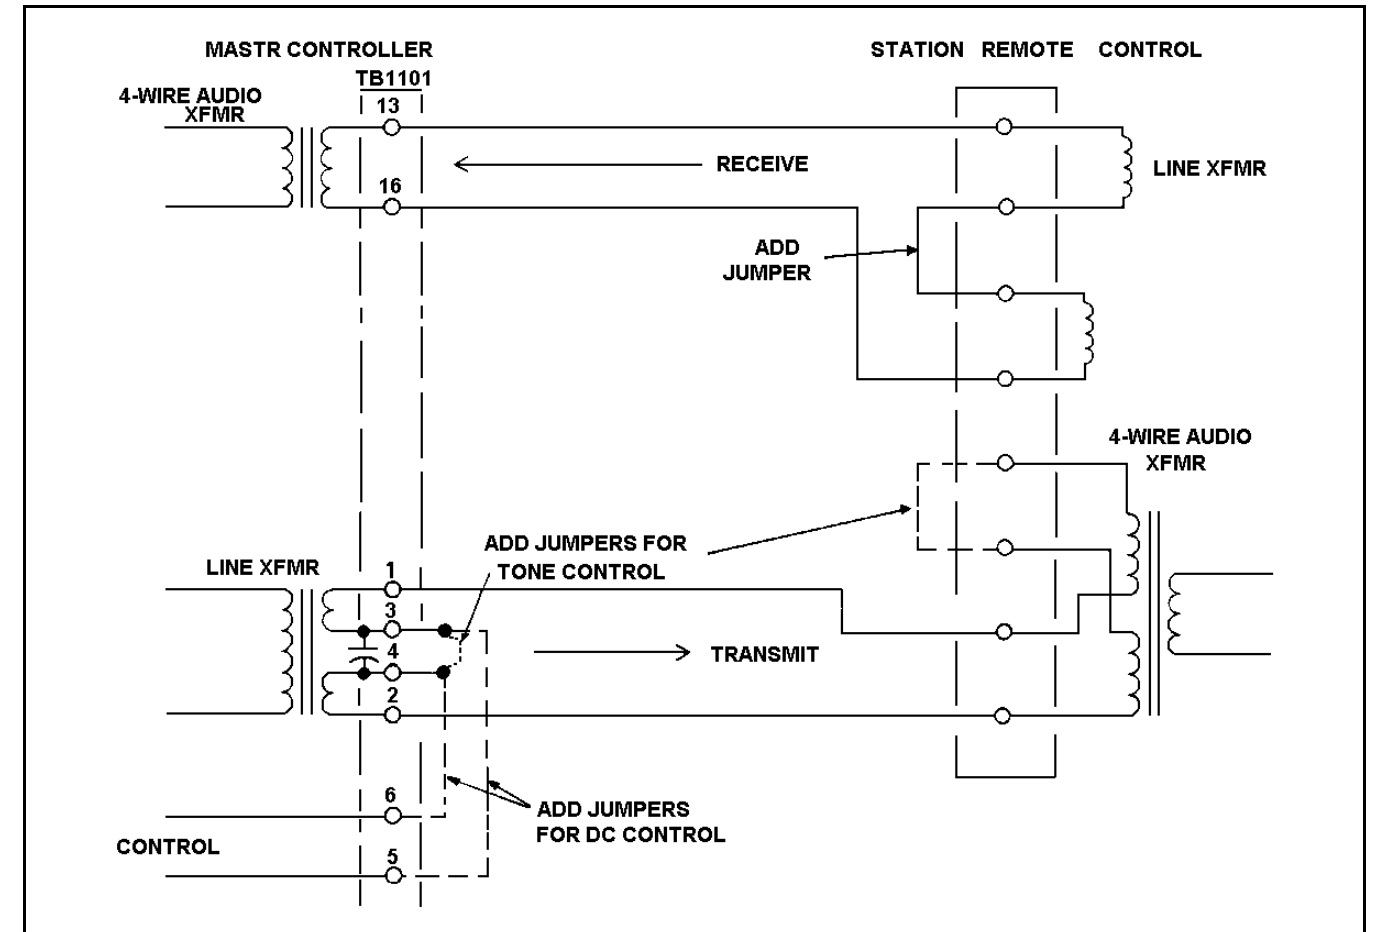 MASTR CONTROLLER
STATION REMOTE CONTROL
TB1101
4-WIRE AUDIO
XFMR
13
RECEIVE
LINE XFMR
16
ADD
JUMPER
4-WIRE AUDIO
XFMR
ADD JUMPERS FOR
TONE CONTROL
LINE XFMR
1
3
4
TRANSMIT
2
6
ADD JUMPERS
FOR DC CONTROL
CONTROL
5